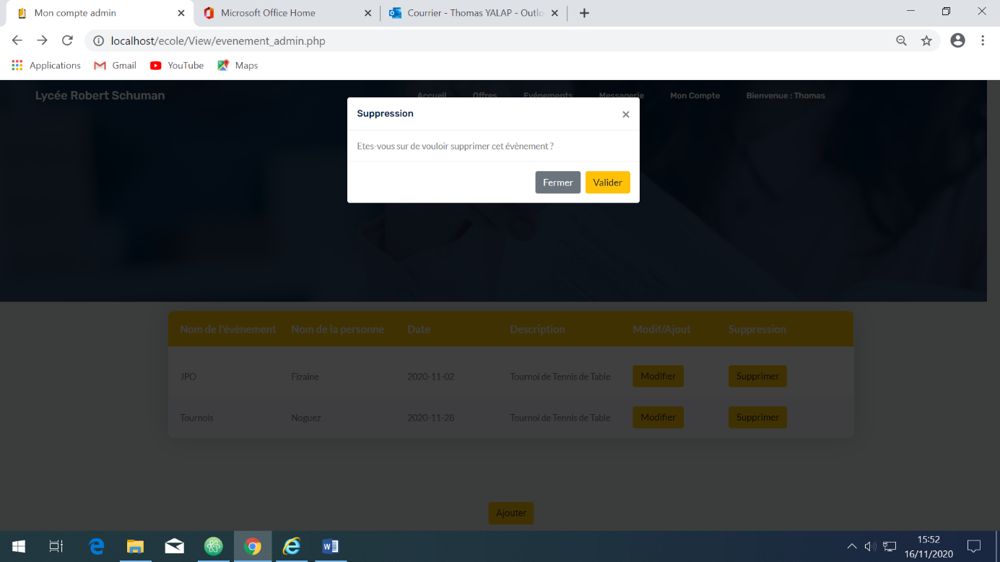 Mon compte admin
Microsoft Office Home
Courrier - Thomas YALAP - Outlo
localhost/ecole/View/evenement_admin.php
Applications
Gmail
YouTube
Maps
Lycée Robert Schuman
Accueil
Offres
Evénements
Messagerie
Mon Compte
Bienvenue : Thomas
Suppression
Etes-vous sur de vouloir supprimer cet évènement ?
Fermer
Valider
Nom de l'évènement Nom de la personne Date Description Modif/Ajout Suppression
JPO Fizaine 2020-11-02 Tournoi de Tennis de Table Modifier Supprimer
Tournois Noguez 2020-11-28 Tournoi de Tennis de Table Modifier Supprimer
Ajouter
15:52
16/11/2020